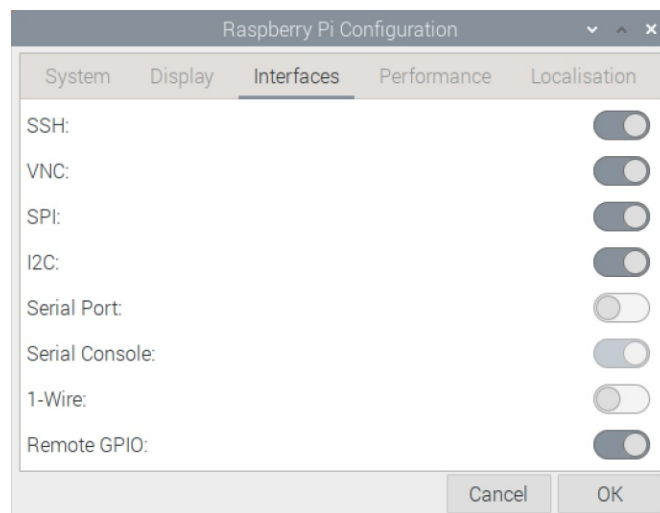 Raspberry Pi Configuration
System Display Interfaces Performance Localisation
SSH:
VNC:
SPI:
I2C:
Serial Port:
Serial Console:
1-Wire:
Remote GPIO:
Cancel OK